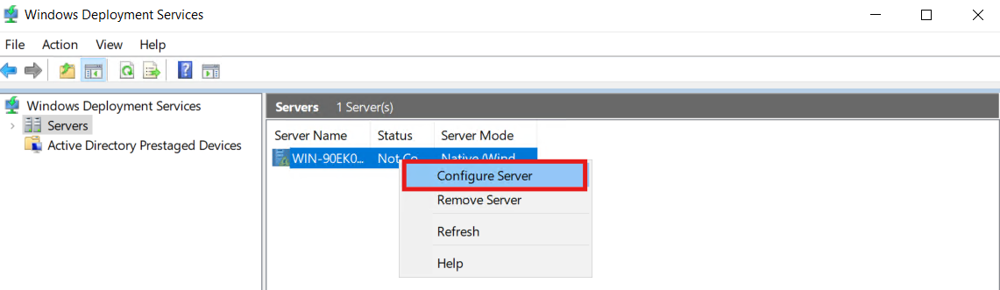 Windows Deployment Services
File Action View Help
Windows Deployment Services
Servers
Active Directory Prestaged Devices
Servers 1 Server(s)
Server Name Status Server Mode
WIN-90EK0... Not Co Native (Wind
Configure Server
Remove Server
Refresh
Help